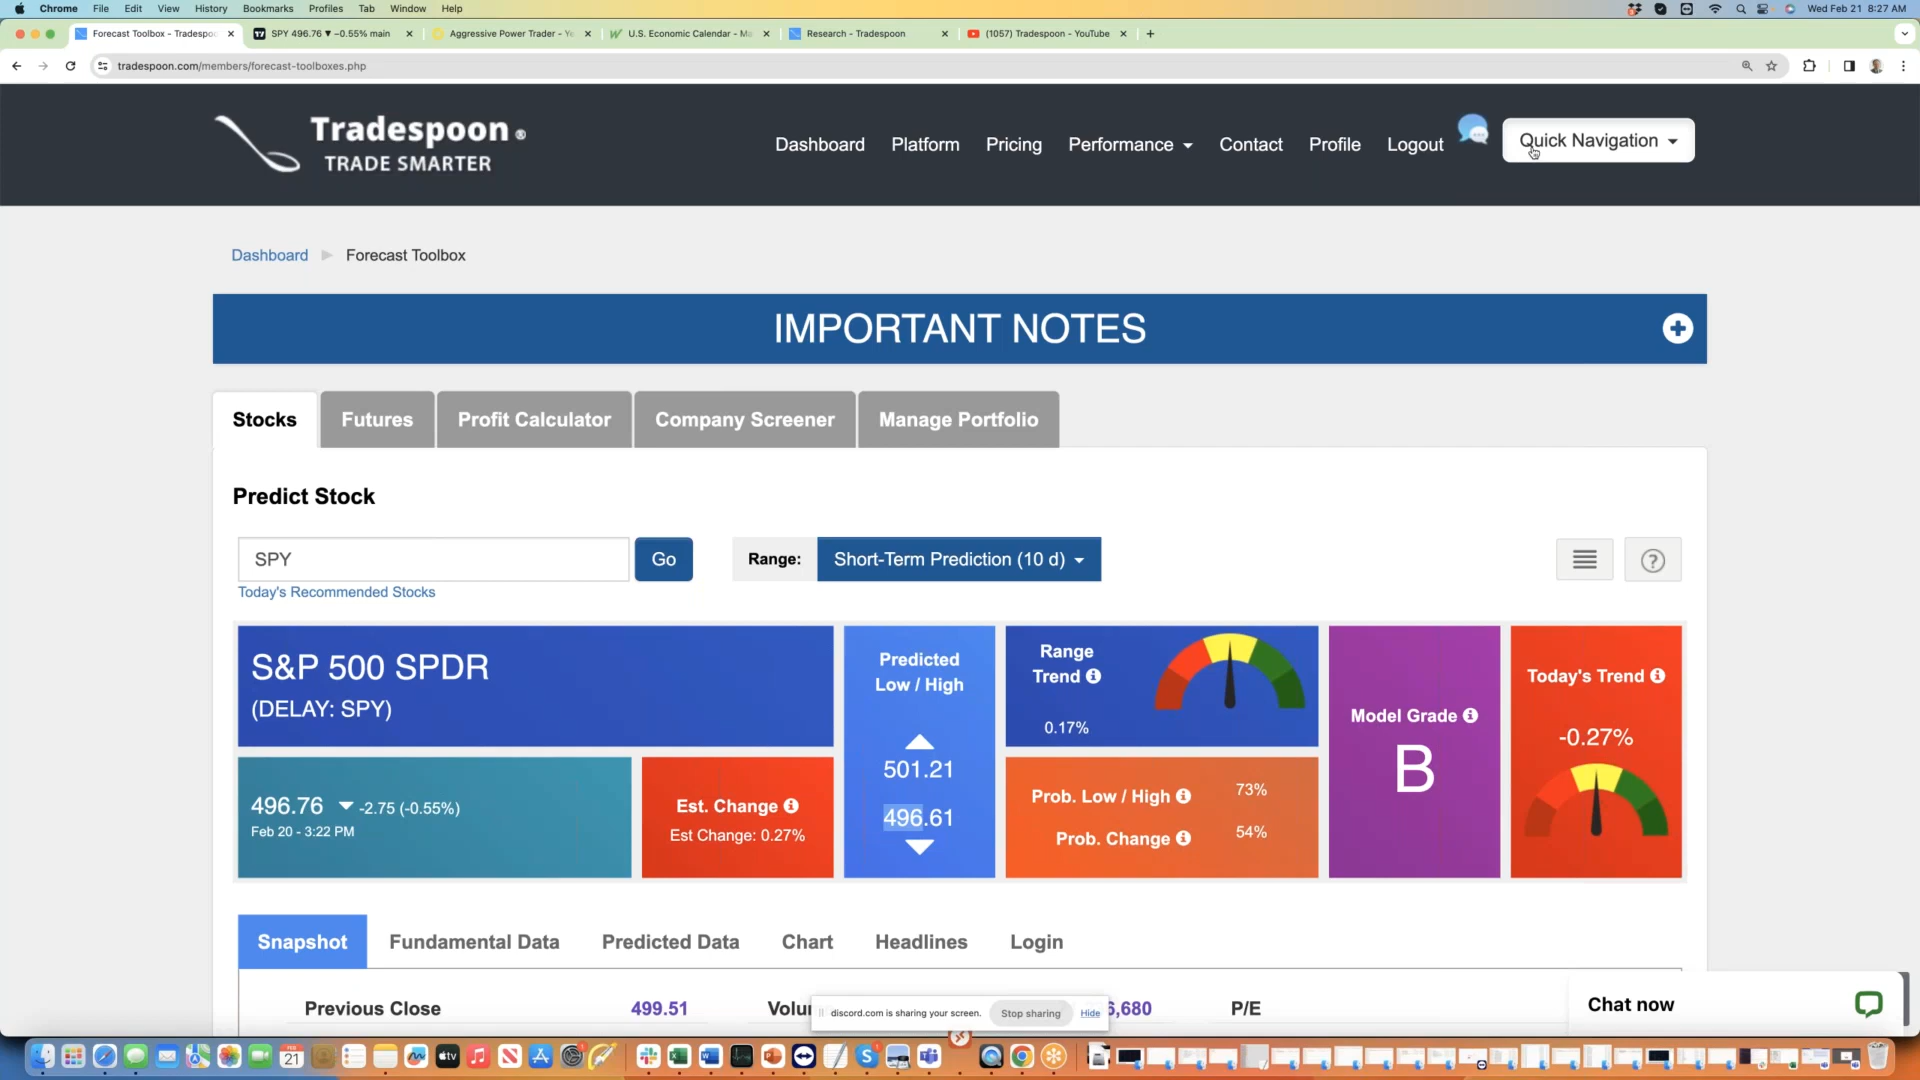 Chrome File Edit View History Bookmarks Profiles Tab Window Help Wed Feb 21 8:27 AM
Forecast Toolbox - Tradespoo SPY 496.76 ▼ −0.55% main Aggressive Power Trader - Yo U.S. Economic Calendar - Ma Research - Tradespoon (1057) Tradespoon - YouTube
tradespoon.com/members/forecast-toolboxes.php
Tradespoon®
TRADE SMARTER
Dashboard Platform Pricing Performance Contact Profile Logout Quick Navigation
Dashboard Forecast Toolbox
IMPORTANT NOTES
Stocks Futures Profit Calculator Company Screener Manage Portfolio
Predict Stock
SPY Go Range: Short-Term Prediction (10 d)
Today's Recommended Stocks
S&P 500 SPDR
(DELAY: SPY)
496.76 -2.75 (-0.55%)
Feb 20 - 3:22 PM
Est. Change
Est Change: 0.27%
Predicted
Low / High
501.21
496.61
Range
Trend
0.17%
Prob. Low / High 73%
Prob. Change 54%
Model Grade
B
Today's Trend
-0.27%
Snapshot Fundamental Data Predicted Data Chart Headlines Login
Previous Close 499.51 Volu 6,680 P/E
discord.com is sharing your screen. Stop sharing Hide
Chat now